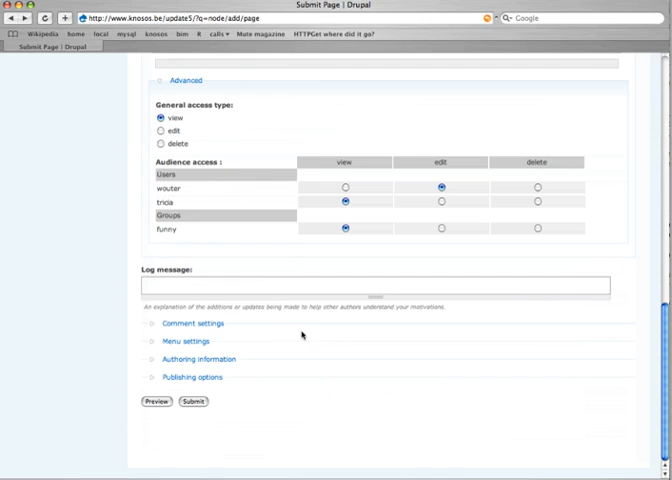 Submit Page | Drupal
http://www.knosos.be/update5/?q=node/add/page
Google
Wikipedia home local mysql knosos bim R calls Mute magazine HTTPGet where did it go?
Submit Page | Drupal
Advanced
General access type:
view
edit
delete
Audience access : view edit delete
Users
wouter
tricia
Groups
funny
Log message:
An explanation of the additions or updates being made to help other authors understand your motivations.
Comment settings
Menu settings
Authoring information
Publishing options
Preview Submit